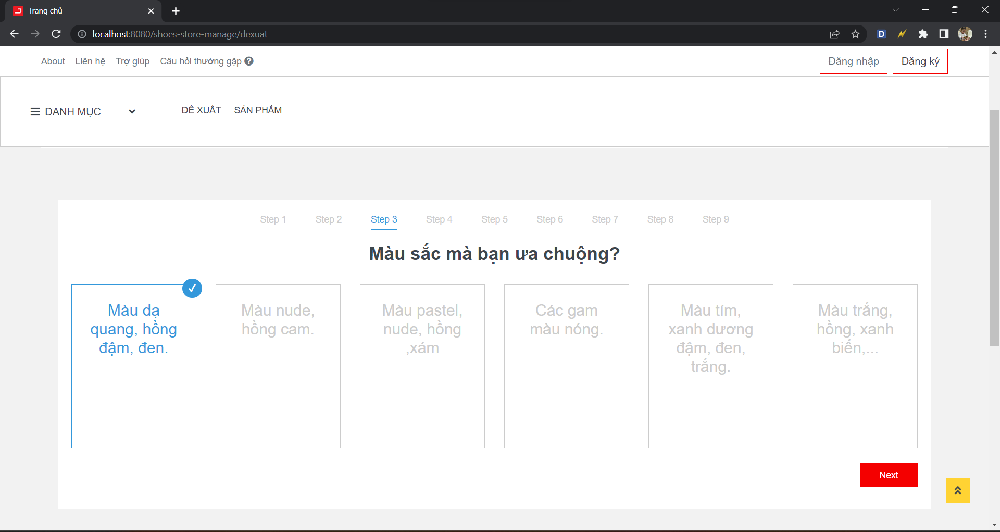 Trang chủ
localhost:8080/shoes-store-manage/dexuat
D
About Liên hệ Trợ giúp Câu hỏi thường gặp ?
Đăng nhập Đăng ký
DANH MỤC ĐỀ XUẤT SẢN PHẨM
Step 1 Step 2 Step 3 Step 4 Step 5 Step 6 Step 7 Step 8 Step 9
Màu sắc mà bạn ưa chuộng?
Màu dạ
quang, hồng
đậm, đen.
Màu nude,
hồng cam.
Màu pastel,
nude, hồng
,xám
Các gam
màu nóng.
Màu tím,
xanh dương
đậm, đen,
trắng.
Màu trắng,
hồng, xanh
biển,...
Next